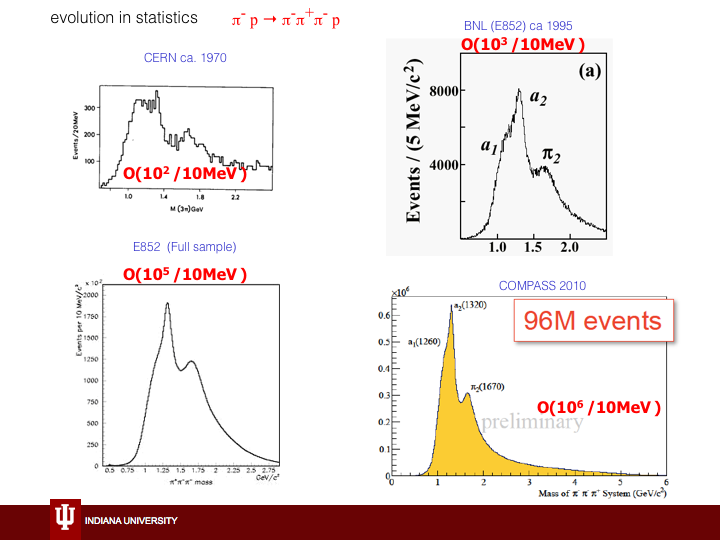 evolution in statistics
π⁻ p → π⁻π⁺π⁻ p
BNL (E852) ca 1995
O(10³ /10MeV )
CERN ca. 1970
Events/20MeV
300
200
100
O(10² /10MeV )
1.0 1.4 1.8 2.2
M (3π)GeV
(a)
Events / (5 MeV/c²)
8000
4000
a₂
a₁
π₂
1.0 1.5 2.0
E852 (Full sample)
O(10⁵ /10MeV )
Events per 10 MeV/c²
2000
1750
1500
1250
1000
750
500
250
0
0.5 0.75 1 1.25 1.5 1.75 2 2.25 2.5 2.75
GeV/c²
π⁺π⁻π⁻ mass
COMPASS 2010
×10⁶
0.6
0.5
0.4
0.3
0.2
0.1
0
a₂(1320)
a₁(1260)
π₂(1670)
96M events
O(10⁶ /10MeV )
preliminary
0 1 2 3 4 5 6
Mass of π⁻π⁻π⁺ System (GeV/c²)
INDIANA UNIVERSITY